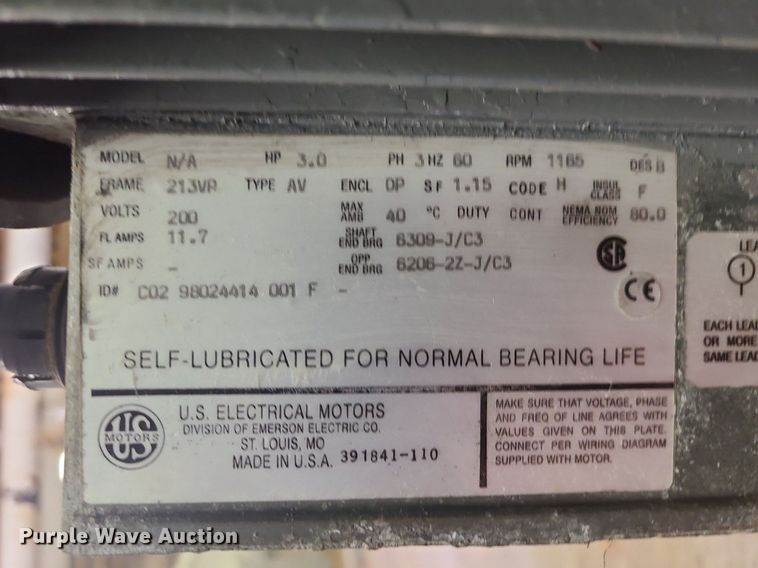 MODEL N/A HP 3.0 PH 3 HZ 60 RPM 1165 DES B
FRAME 213VP TYPE AV ENCL DP SF 1.15 CODE H INSUL CLASS F
VOLTS 200 MAX AMB 40 °C DUTY CONT NEMA NOM EFFICIENCY 80.0
FL AMPS 11.7 SHAFT END BRG 6309-J/C3
SF AMPS - OPP END BRG 6206-2Z-J/C3
ID# C02 98024414 001 F -
SELF-LUBRICATED FOR NORMAL BEARING LIFE
US MOTORS
U.S. ELECTRICAL MOTORS
DIVISION OF EMERSON ELECTRIC CO.
ST. LOUIS, MO
MADE IN U.S.A. 391841-110
MAKE SURE THAT VOLTAGE, PHASE
AND FREQ OF LINE AGREES WITH
VALUES GIVEN ON THIS PLATE.
CONNECT PER WIRING DIAGRAM
SUPPLIED WITH MOTOR.
CE
LEA
1
EACH LEAD
OR MORE
SAME LEAD
Purple Wave Auction